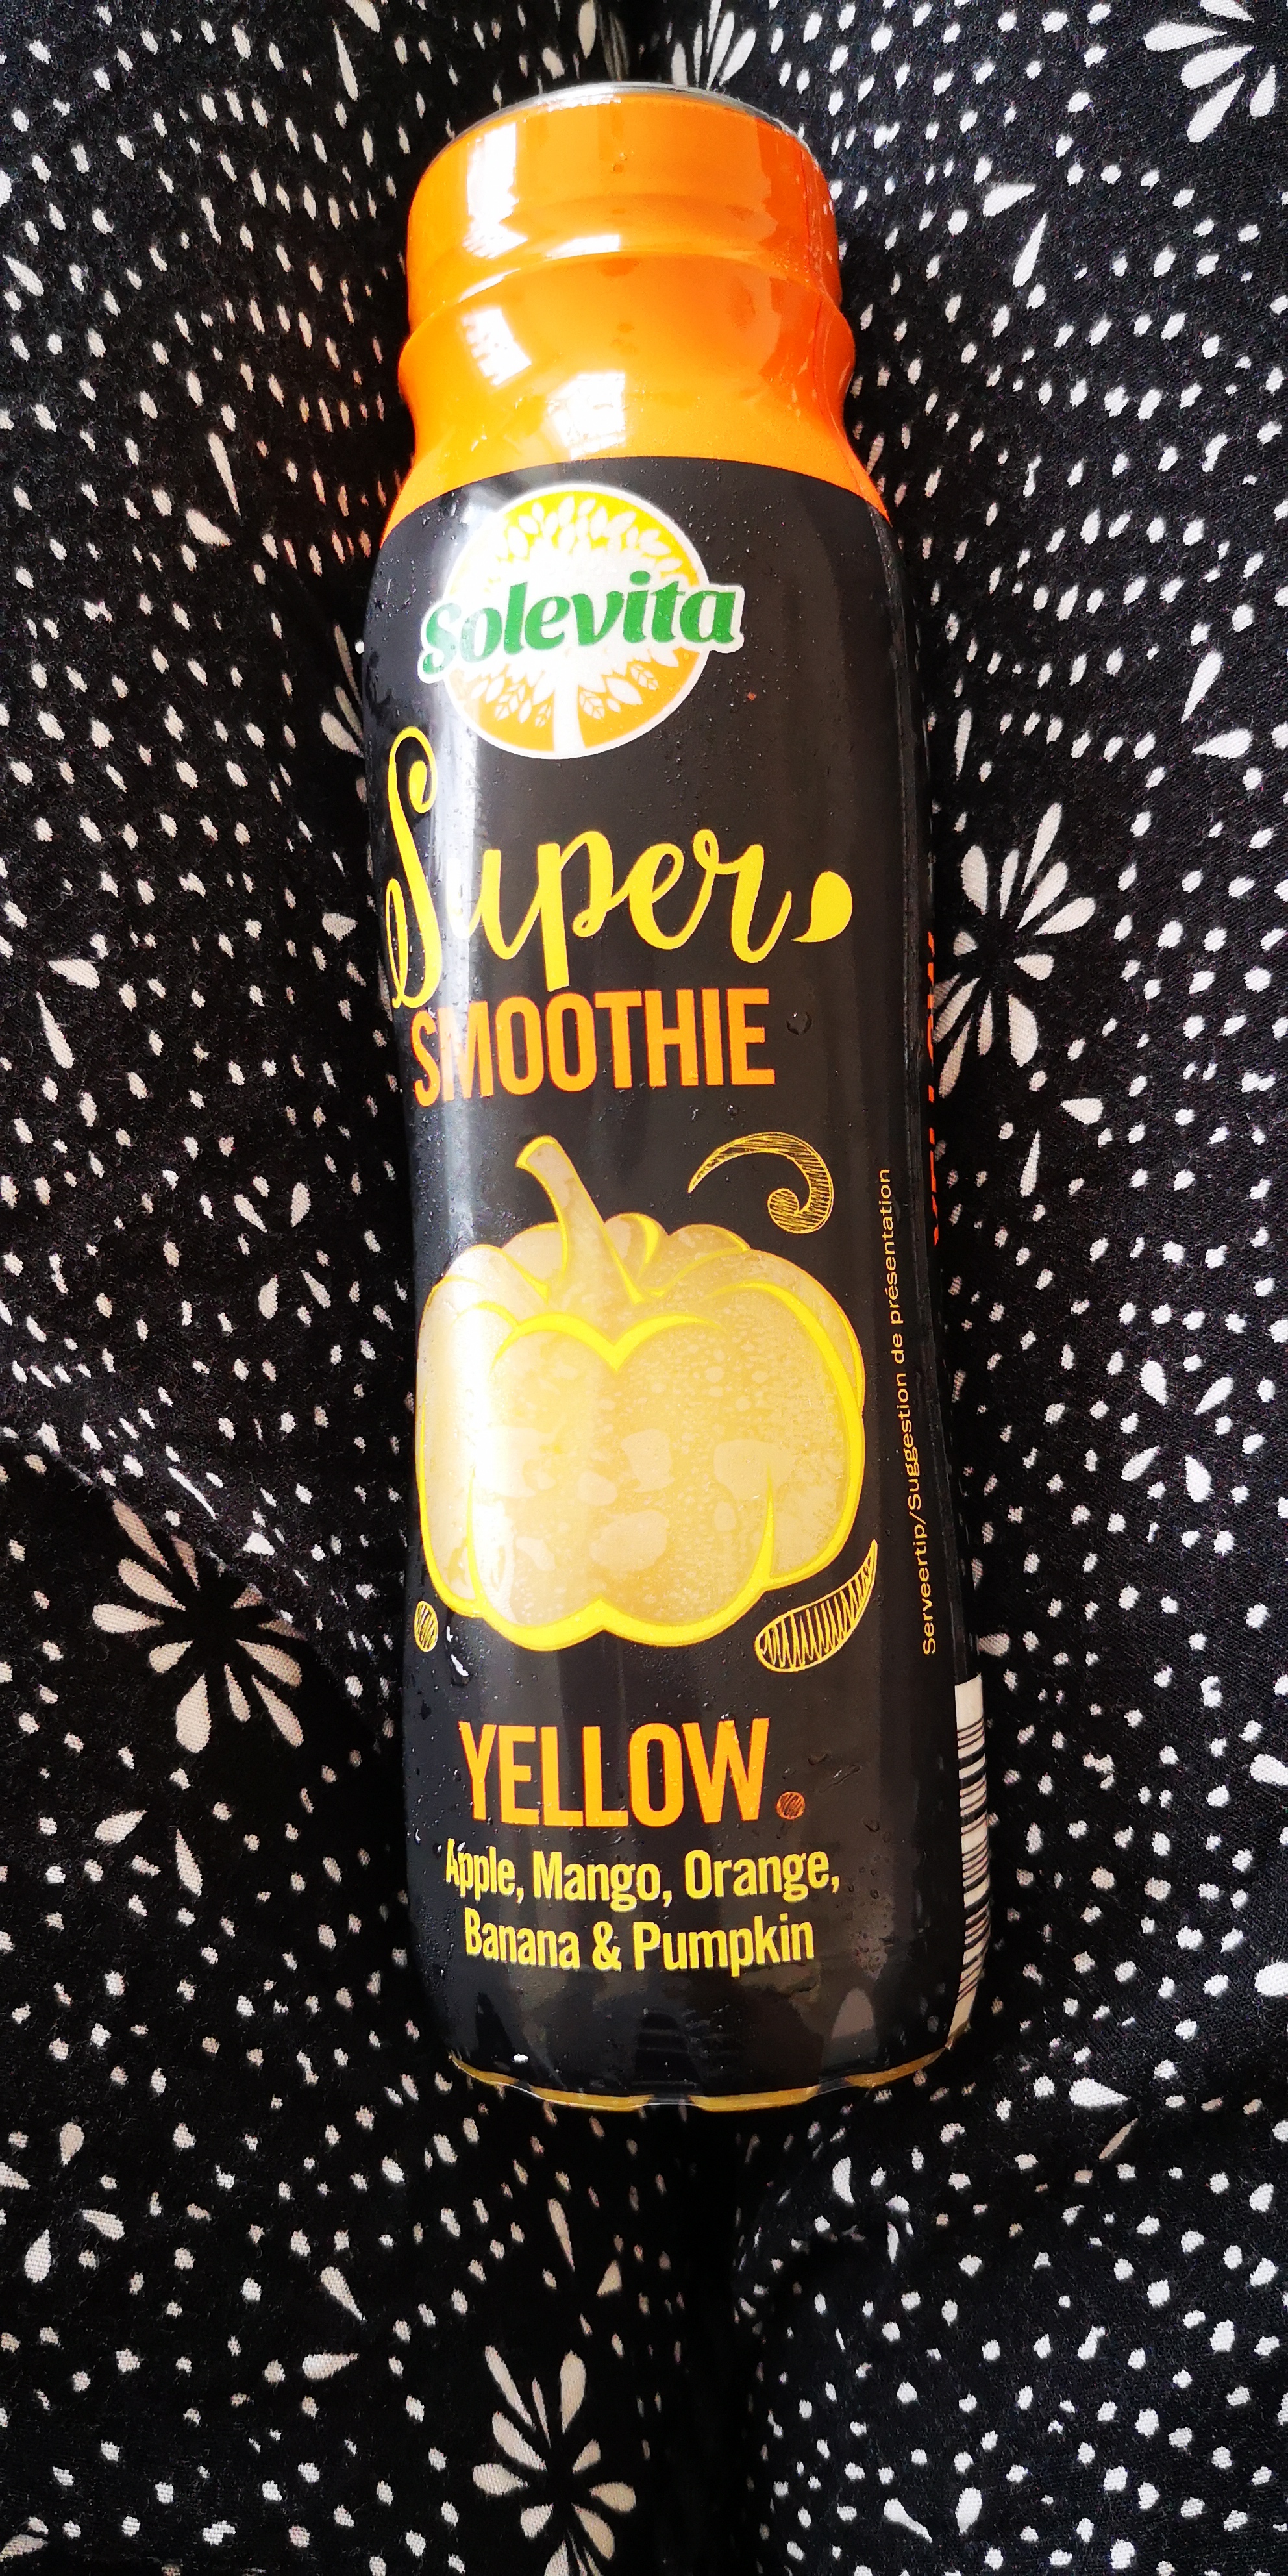 Solevita
Super
SMOOTHIE
Serveertip/Suggestion de présentation
YELLOW.
Apple, Mango, Orange,
Banana & Pumpkin